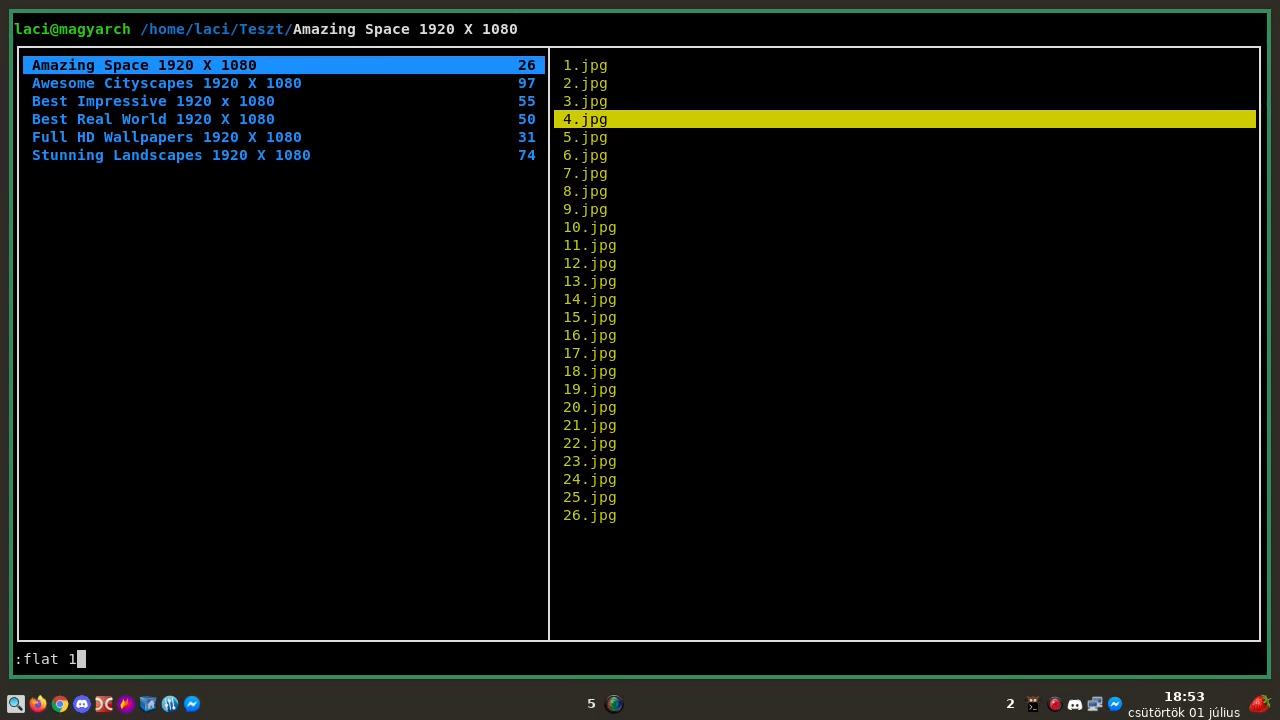 laci@magyarch /home/laci/Teszt/Amazing Space 1920 X 1080
Amazing Space 1920 X 1080 26
Awesome Cityscapes 1920 X 1080 97
Best Impressive 1920 x 1080 55
Best Real World 1920 X 1080 50
Full HD Wallpapers 1920 X 1080 31
Stunning Landscapes 1920 X 1080 74
1.jpg
2.jpg
3.jpg
4.jpg
5.jpg
6.jpg
7.jpg
8.jpg
9.jpg
10.jpg
11.jpg
12.jpg
13.jpg
14.jpg
15.jpg
16.jpg
17.jpg
18.jpg
19.jpg
20.jpg
21.jpg
22.jpg
23.jpg
24.jpg
25.jpg
26.jpg
:flat 1
5
2
18:53
csütörtök 01 július